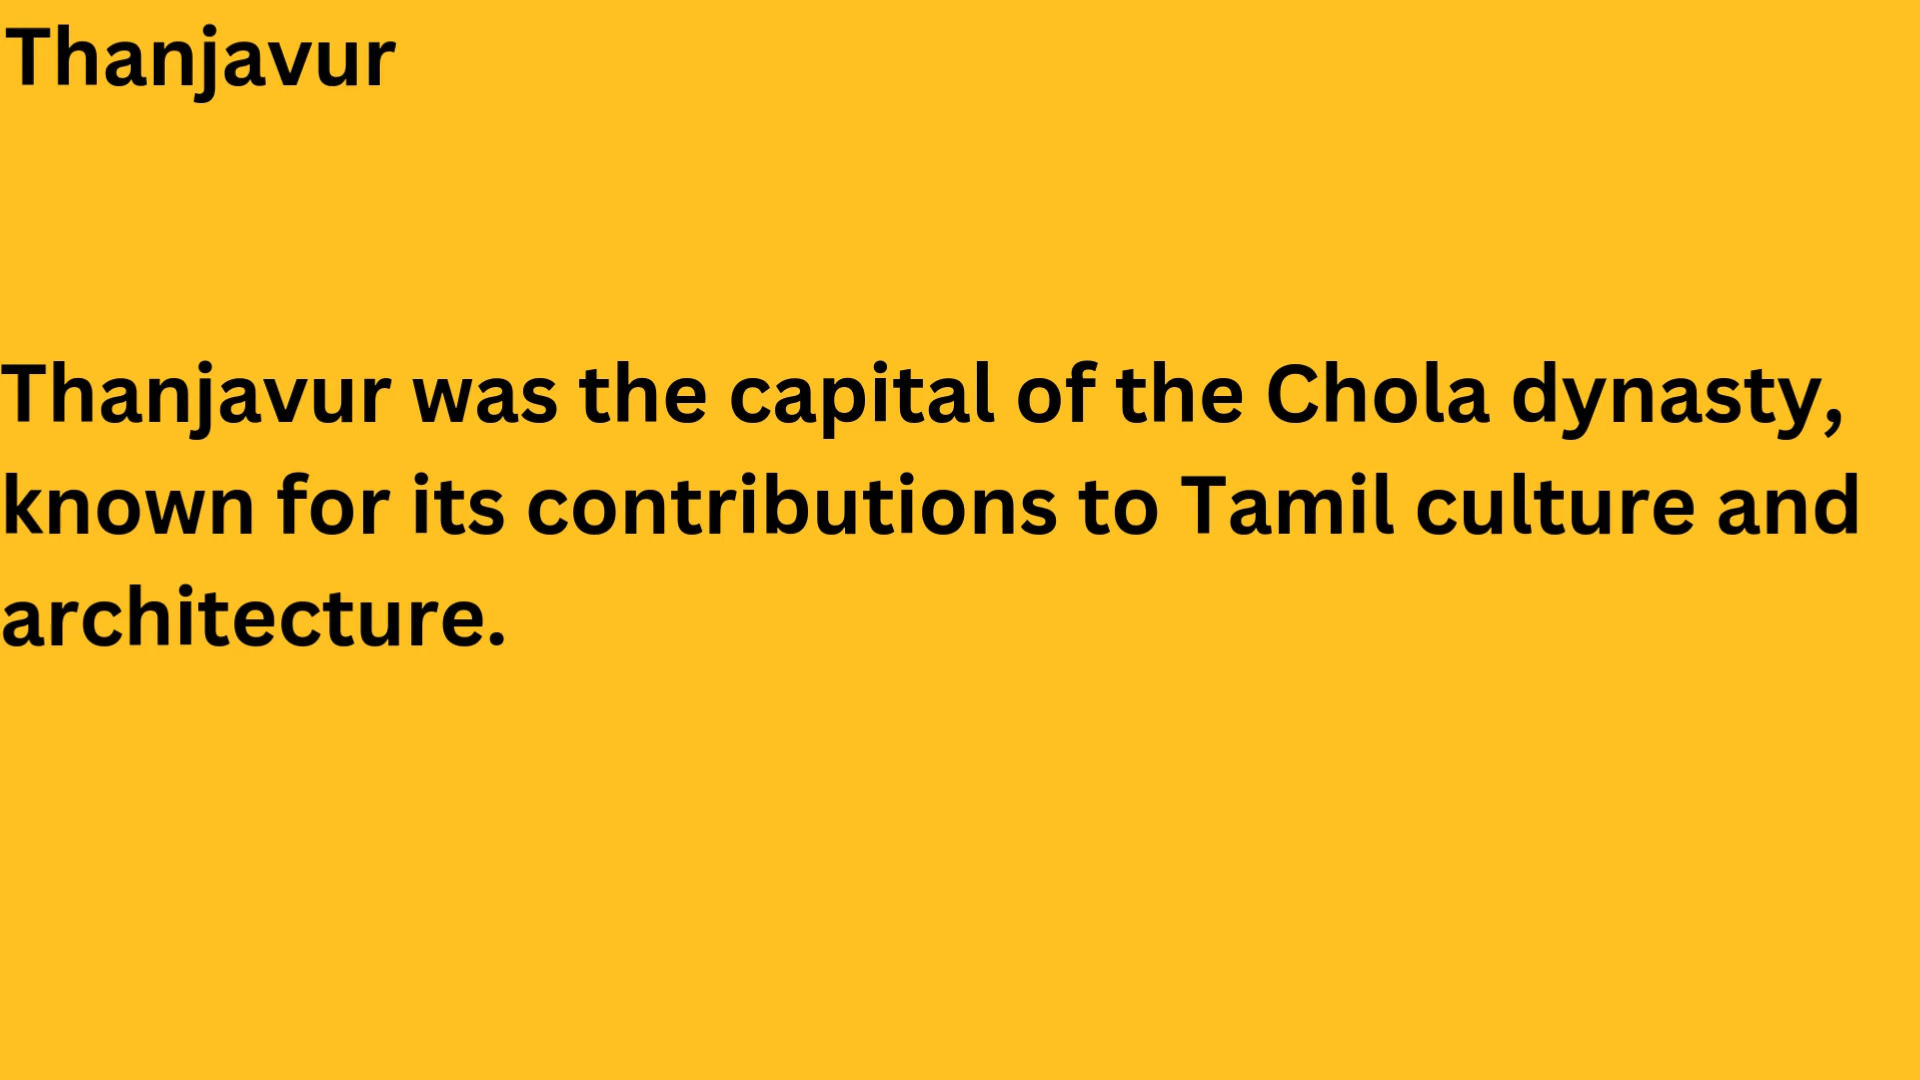 Thanjavur
Thanjavur was the capital of the Chola dynasty,
known for its contributions to Tamil culture and
architecture.